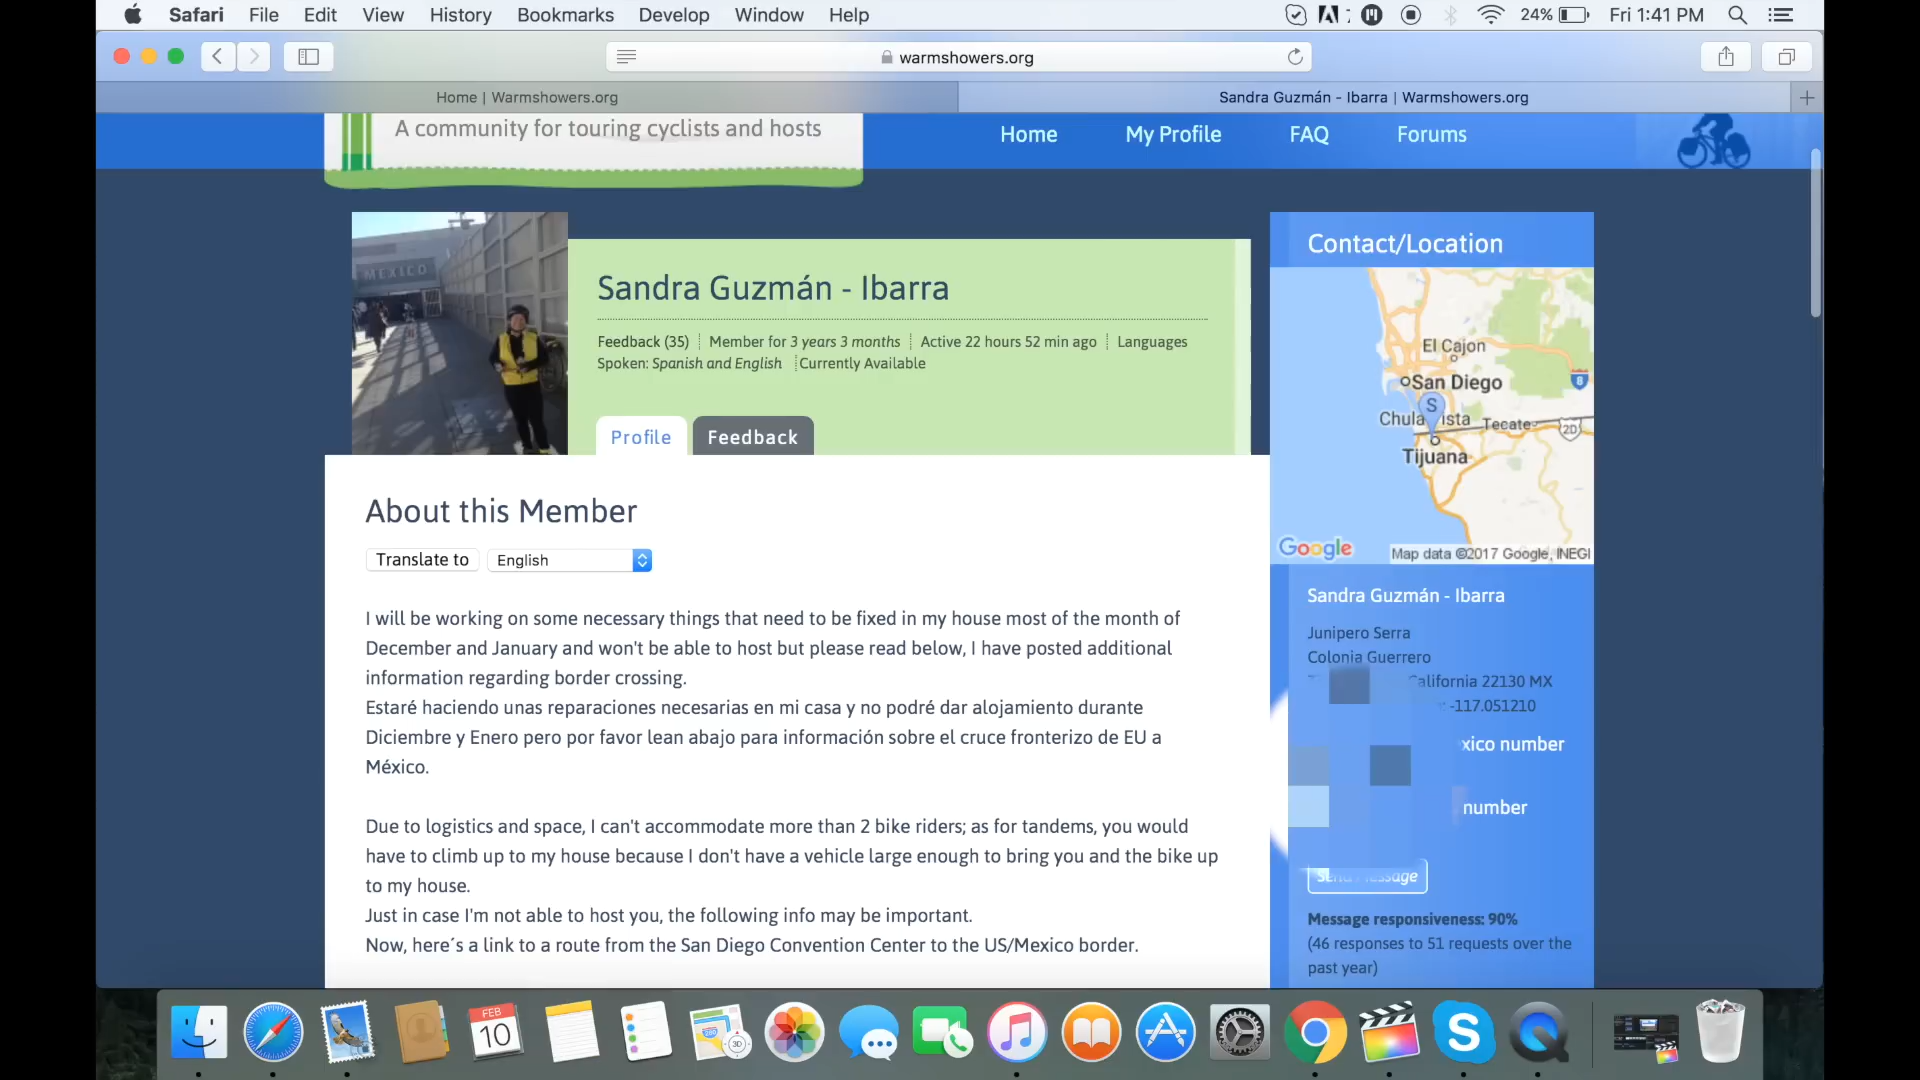 Safari File Edit View History Bookmarks Develop Window Help 24% Fri 1:41 PM
warmshowers.org
Home | Warmshowers.org
Sandra Guzmán - Ibarra | Warmshowers.org
A community for touring cyclists and hosts
Home My Profile FAQ Forums
MEXICO
Sandra Guzmán - Ibarra
Feedback (35) Member for 3 years 3 months Active 22 hours 52 min ago Languages
Spoken: Spanish and English Currently Available
Profile Feedback
About this Member
Translate to English
I will be working on some necessary things that need to be fixed in my house most of the month of
December and January and won't be able to host but please read below, I have posted additional
information regarding border crossing.
Estaré haciendo unas reparaciones necesarias en mi casa y no podré dar alojamiento durante
Diciembre y Enero pero por favor lean abajo para información sobre el cruce fronterizo de EU a
México.
Due to logistics and space, I can't accommodate more than 2 bike riders; as for tandems, you would
have to climb up to my house because I don't have a vehicle large enough to bring you and the bike up
to my house.
Just in case I'm not able to host you, the following info may be important.
Now, here´s a link to a route from the San Diego Convention Center to the US/Mexico border.
Contact/Location
El Cajon
San Diego
8
S
Chula Vista Tecate
2D
Tijuana
Google Map data ©2017 Google, INEGI
Sandra Guzmán - Ibarra
Junipero Serra
Colonia Guerrero
California 22130 MX
-117.051210
xico number
number
Send Message
Message responsiveness: 90%
(46 responses to 51 requests over the
past year)
FEB
10
3D